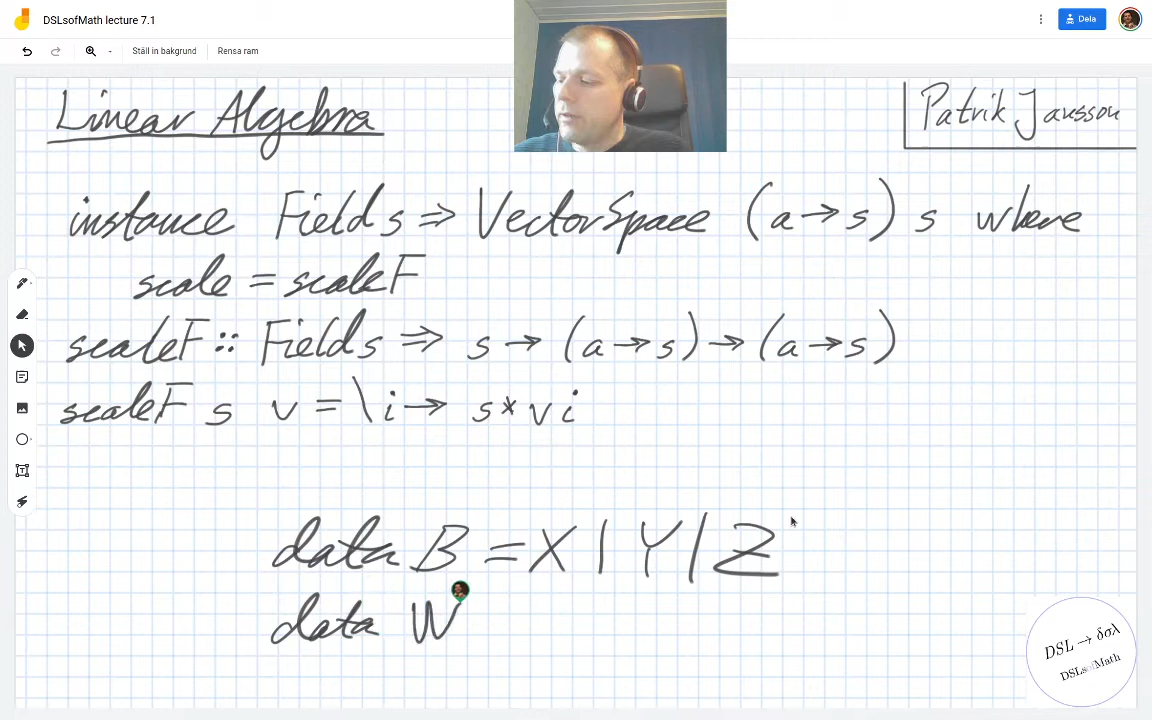 DSLsofMath lecture 7.1
Dela
Ställ in bakgrund
Rensa ram
Linear Algebra
Patrik Jansson
instance Field s => VectorSpace (a → s) s where
scale = scaleF
scaleF :: Field s => s → (a → s) → (a → s)
scaleF s v = \i → s * v i
data B = X | Y | Z
data W
DSL → δσλ
DSLsofMath